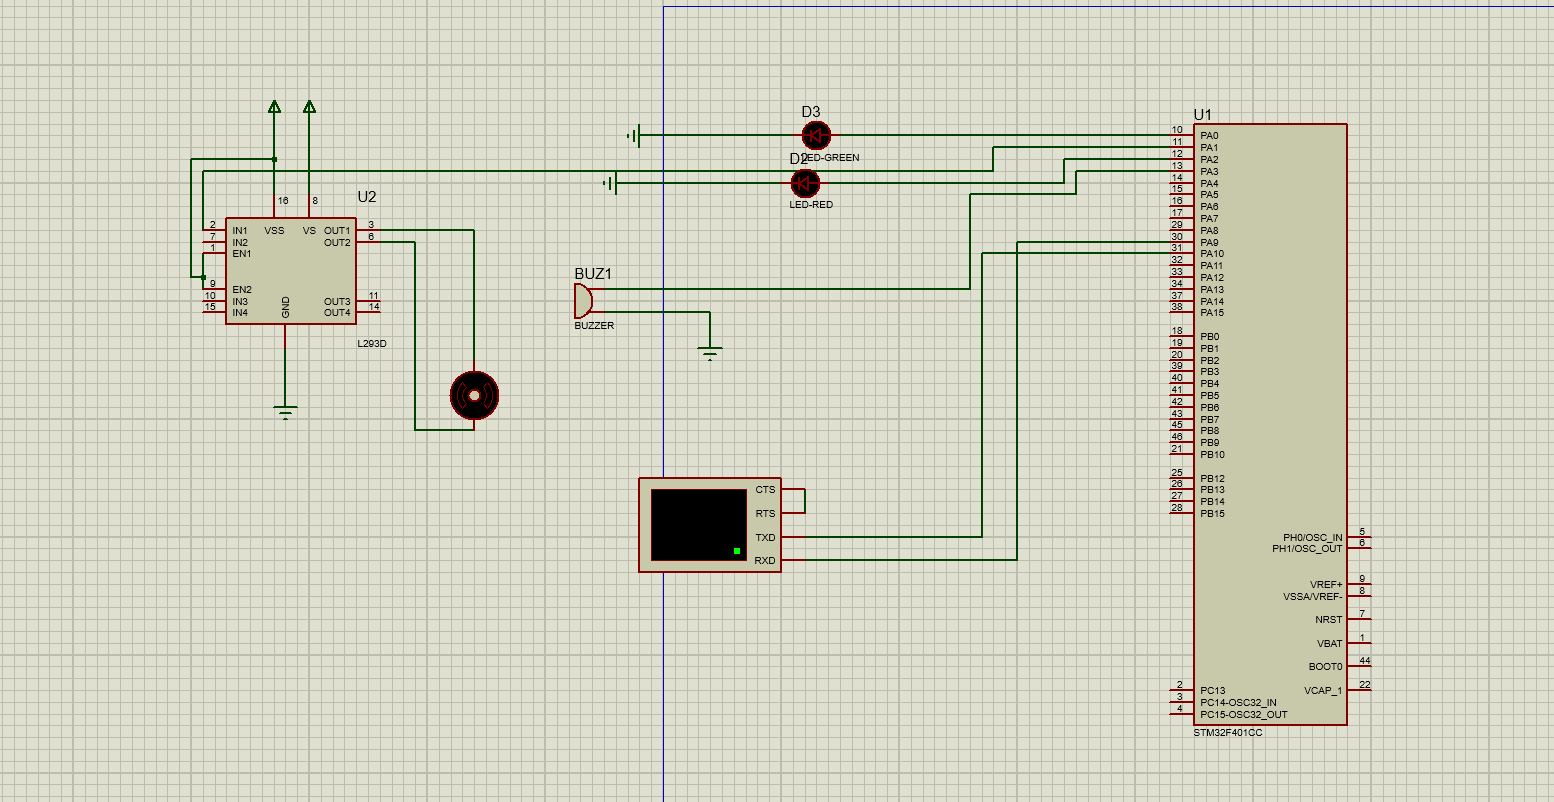 D3
LED-GREEN
D2
LED-RED
U2
16
8
2
7
1
9
10
15
IN1
IN2
EN1
EN2
IN3
IN4
VSS
VS
GND
OUT1
OUT2
OUT3
OUT4
3
6
11
14
L293D
BUZ1
BUZZER
CTS
RTS
TXD
RXD
U1
10 PA0
11 PA1
12 PA2
13 PA3
14 PA4
15 PA5
16 PA6
17 PA7
29 PA8
30 PA9
31 PA10
32 PA11
33 PA12
34 PA13
37 PA14
38 PA15
18 PB0
19 PB1
20 PB2
39 PB3
40 PB4
41 PB5
42 PB6
43 PB7
45 PB8
46 PB9
21 PB10
25 PB12
26 PB13
27 PB14
28 PB15
PH0/OSC_IN 5
PH1/OSC_OUT 6
VREF+ 9
VSSA/VREF- 8
NRST 7
VBAT 1
BOOT0 44
2 PC13 VCAP_1 22
3 PC14-OSC32_IN
4 PC15-OSC32_OUT
STM32F401CC